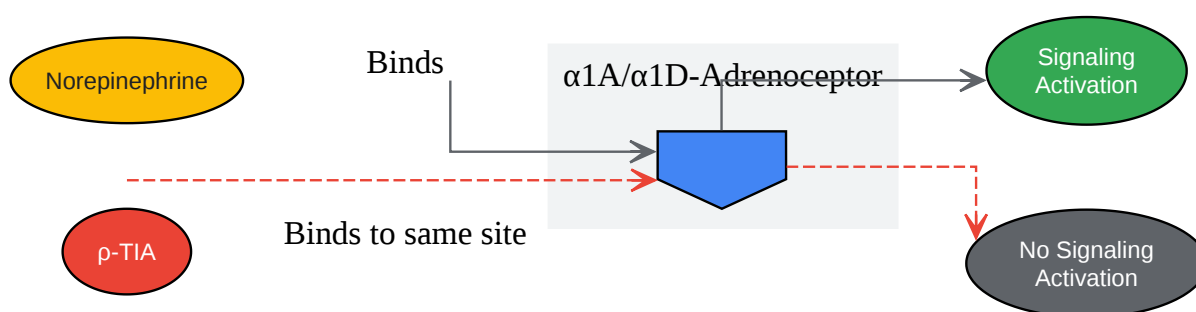 Norepinephrine
Binds
α1A/α1D-Adrenoceptor
Signaling
Activation
ρ-TIA
Binds to same site
No Signaling
Activation